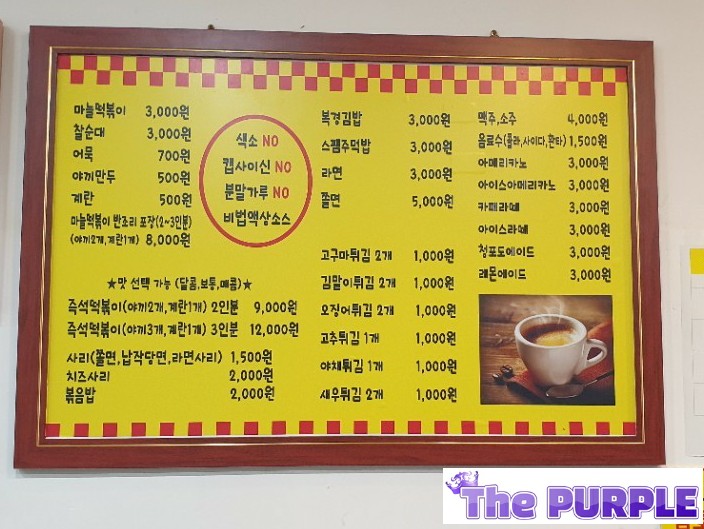 마늘떡볶이 3,000원
찰순대 3,000원
어묵 700원
야끼만두 500원
계란 500원
마늘떡볶이 반조리 포장(2~3인분)
(야끼2개,계란1개) 8,000원
색소 NO
캡사이신 NO
분말가루 NO
비법액상소스
★맛 선택 가능 (달콤,보통,매콤)★
즉석떡볶이(야끼2개,계란1개) 2인분 9,000원
즉석떡볶이(야끼3개,계란1개) 3인분 12,000원
사리(쫄면,납작당면,라면사리) 1,500원
치즈사리 2,000원
볶음밥 2,000원
복경김밥 3,000원
스팸주먹밥 3,000원
라면 3,000원
쫄면 5,000원
고구마튀김 2개 1,000원
김말이튀김 2개 1,000원
오징어튀김 2개 1,000원
고추튀김 1개 1,000원
야채튀김 1개 1,000원
새우튀김 2개 1,000원
맥주,소주 4,000원
음료수(콜라,사이다,환타) 1,500원
아메리카노 3,000원
아이스아메리카노 3,000원
카페라떼 3,000원
아이스라떼 3,000원
청포도에이드 3,000원
레몬에이드 3,000원
The PURPLE